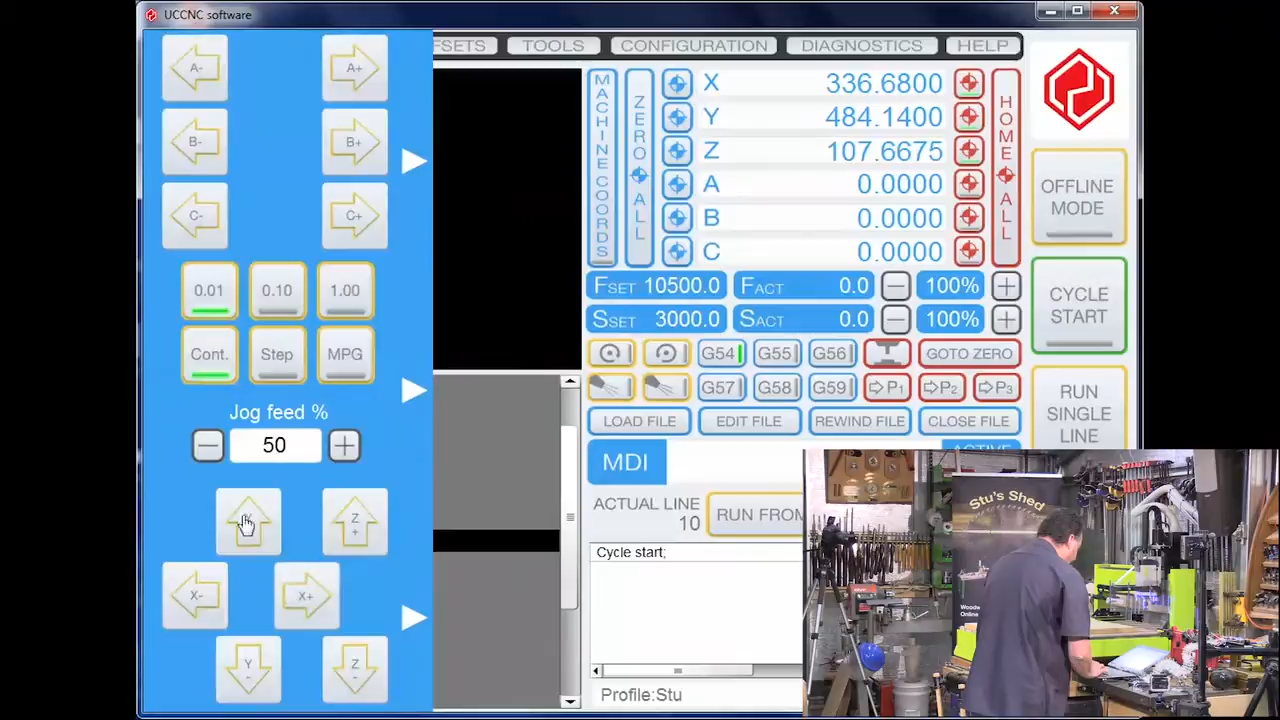 UCCNC software
FSETS TOOLS CONFIGURATION DIAGNOSTICS HELP
A- A+
B- B+
C- C+
0.01 0.10 1.00
Cont. Step MPG
Jog feed %
50
Z+
X- X+
Y- Z-
MACHINE COORDS
ZERO ALL
HOME ALL
X 336.6800
Y 484.1400
Z 107.6675
A 0.0000
B 0.0000
C 0.0000
FSET 10500.0 FACT 0.0 100%
SSET 3000.0 SACT 0.0 100%
G54 G55 G56 GOTO ZERO
G57 G58 G59 P1 P2 P3
LOAD FILE EDIT FILE REWIND FILE CLOSE FILE
MDI
ACTIVE
ACTUAL LINE
10
RUN FROM
Cycle start;
Profile:Stu
OFFLINE
MODE
CYCLE
START
RUN
SINGLE
LINE
Stu's Shed
Online